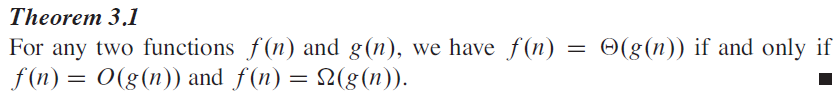 Theorem 3.1
For any two functions f(n) and g(n), we have f(n) = Θ(g(n)) if and only if
f(n) = O(g(n)) and f(n) = Ω(g(n)). ■